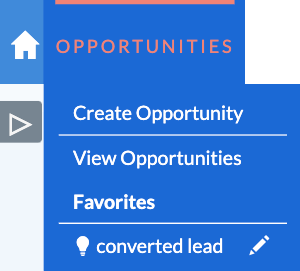 OPPORTUNITIES
Create Opportunity
View Opportunities
Favorites
converted lead